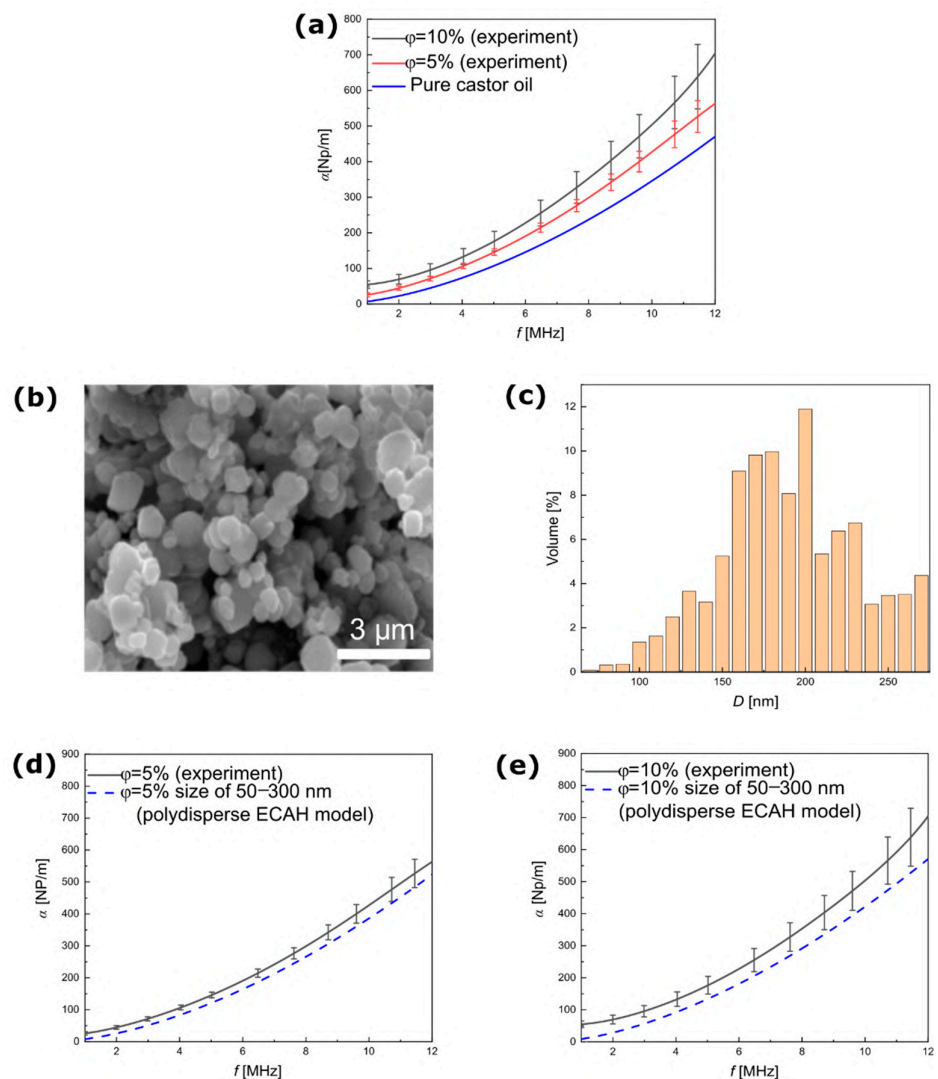 (a)
800
700
600
500
400
300
200
100
0
α[Np/m]
φ=10% (experiment)
φ=5% (experiment)
Pure castor oil
2 4 6 8 10 12
f [MHz]
(b)
3 μm
(c)
12
10
8
6
4
2
0
Volume [%]
100 150 200 250
D [nm]
(d)
900
800
700
600
500
400
300
200
100
0
α [NP/m]
φ=5% (experiment)
φ=5% size of 50–300 nm
(polydisperse ECAH model)
2 4 6 8 10 12
f [MHz]
(e)
900
800
700
600
500
400
300
200
100
0
α [Np/m]
φ=10% (experiment)
φ=10% size of 50–300 nm
(polydisperse ECAH model)
2 4 6 8 10 12
f [MHz]